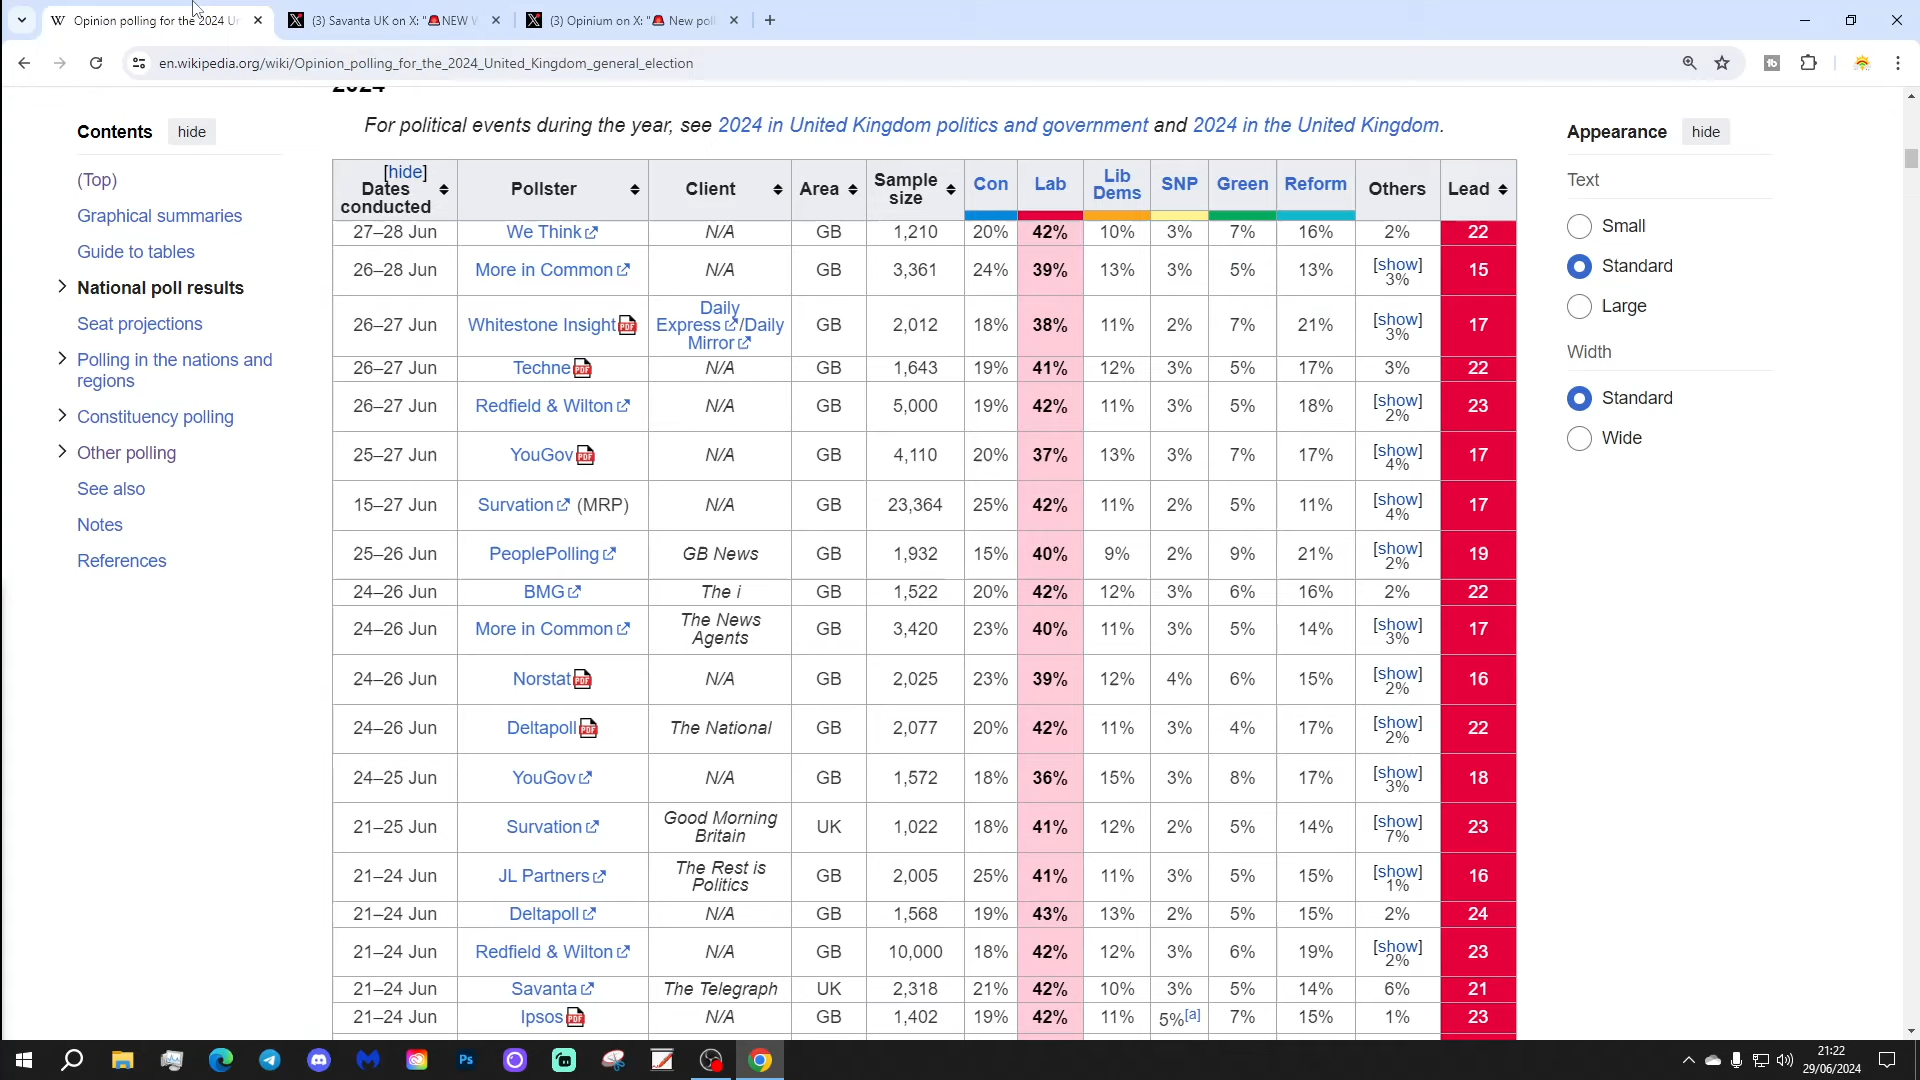 Opinion polling for the 2024 Un
(3) Savanta UK on X: "🚨NEW W
(3) Opinium on X: "🚨 New poll
en.wikipedia.org/wiki/Opinion_polling_for_the_2024_United_Kingdom_general_election
2024
Contents hide
(Top)
Graphical summaries
Guide to tables
National poll results
Seat projections
Polling in the nations and
regions
Constituency polling
Other polling
See also
Notes
References
For political events during the year, see 2024 in United Kingdom politics and government and 2024 in the United Kingdom.
[hide]
Dates
conducted Pollster Client Area Sample
size Con Lab Lib
Dems SNP Green Reform Others Lead
27–28 Jun We Think N/A GB 1,210 20% 42% 10% 3% 7% 16% 2% 22
26–28 Jun More in Common N/A GB 3,361 24% 39% 13% 3% 5% 13% [show]
3% 15
26–27 Jun Whitestone Insight Daily
Express/Daily
Mirror GB 2,012 18% 38% 11% 2% 7% 21% [show]
3% 17
26–27 Jun Techne N/A GB 1,643 19% 41% 12% 3% 5% 17% 3% 22
26–27 Jun Redfield & Wilton N/A GB 5,000 19% 42% 11% 3% 5% 18% [show]
2% 23
25–27 Jun YouGov N/A GB 4,110 20% 37% 13% 3% 7% 17% [show]
4% 17
15–27 Jun Survation (MRP) N/A GB 23,364 25% 42% 11% 2% 5% 11% [show]
4% 17
25–26 Jun PeoplePolling GB News GB 1,932 15% 40% 9% 2% 9% 21% [show]
2% 19
24–26 Jun BMG The i GB 1,522 20% 42% 12% 3% 6% 16% 2% 22
24–26 Jun More in Common The News
Agents GB 3,420 23% 40% 11% 3% 5% 14% [show]
3% 17
24–26 Jun Norstat N/A GB 2,025 23% 39% 12% 4% 6% 15% [show]
2% 16
24–26 Jun Deltapoll The National GB 2,077 20% 42% 11% 3% 4% 17% [show]
2% 22
24–25 Jun YouGov N/A GB 1,572 18% 36% 15% 3% 8% 17% [show]
3% 18
21–25 Jun Survation Good Morning
Britain UK 1,022 18% 41% 12% 2% 5% 14% [show]
7% 23
21–24 Jun JL Partners The Rest is
Politics GB 2,005 25% 41% 11% 3% 5% 15% [show]
1% 16
21–24 Jun Deltapoll N/A GB 1,568 19% 43% 13% 2% 5% 15% 2% 24
21–24 Jun Redfield & Wilton N/A GB 10,000 18% 42% 12% 3% 6% 19% [show]
2% 23
21–24 Jun Savanta The Telegraph UK 2,318 21% 42% 10% 3% 5% 14% 6% 21
21–24 Jun Ipsos N/A GB 1,402 19% 42% 11% 5%[a] 7% 15% 1% 23
Appearance hide
Text
Small
Standard
Large
Width
Standard
Wide
21:22
29/06/2024